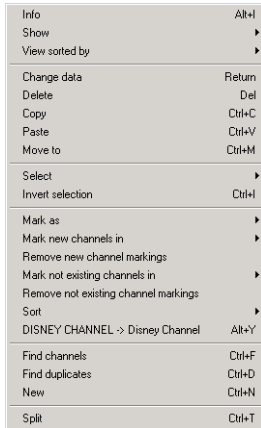 Info Alt+I
Show
View sorted by
Change data Return
Delete Del
Copy Ctrl+C
Paste Ctrl+V
Move to Ctrl+M
Select
Invert selection Ctrl+I
Mark as
Mark new channels in
Remove new channel markings
Mark not existing channels in
Remove not existing channel markings
Sort
DISNEY CHANNEL -> Disney Channel Alt+Y
Find channels Ctrl+F
Find duplicates Ctrl+D
New Ctrl+N
Split Ctrl+T